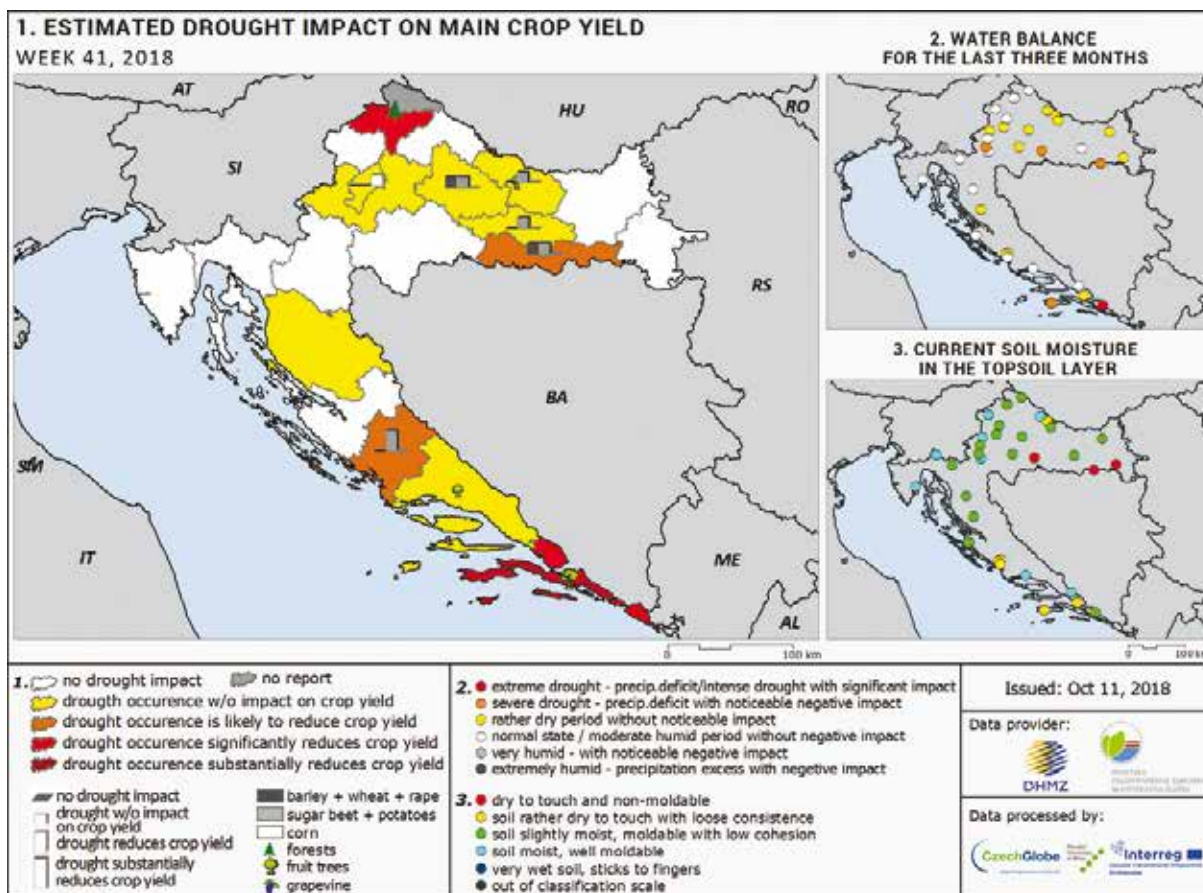 1. ESTIMATED DROUGHT IMPACT ON MAIN CROP YIELD
WEEK 41, 2018
AT
HU
RO
SI
RS
BA
SM
IT
ME
AL
0 100 km
2. WATER BALANCE
FOR THE LAST THREE MONTHS
3. CURRENT SOIL MOISTURE
IN THE TOPSOIL LAYER
0 100 km
1. no drought impact no report
drougth occurence w/o impact on crop yield
drought occurence is likely to reduce crop yield
drought occurence significantly reduces crop yield
drought occurence substantially reduces crop yield
no drought impact
drought w/o impact
on crop yield
drought reduces crop yield
drought substantially
reduces crop yield
barley + wheat + rape
sugar beet + potatoes
corn
forests
fruit trees
grapevine
2. extreme drought - precip.deficit/intense drought with significant impact
severe drought - precip.deficit with noticeable negative impact
rather dry period without noticeable impact
normal state / moderate humid period without negative impact
very humid - with noticeable negative impact
extremely humid - precipitation excess with negetive impact
3. dry to touch and non-moldable
soil rather dry to touch with loose consistence
soil slightly moist, moldable with low cohesion
soil moist, well moldable
very wet soil, sticks to fingers
out of classification scale
Issued: Oct 11, 2018
Data provider:
DHMZ
Data processed by:
CzechGlobe
Interreg